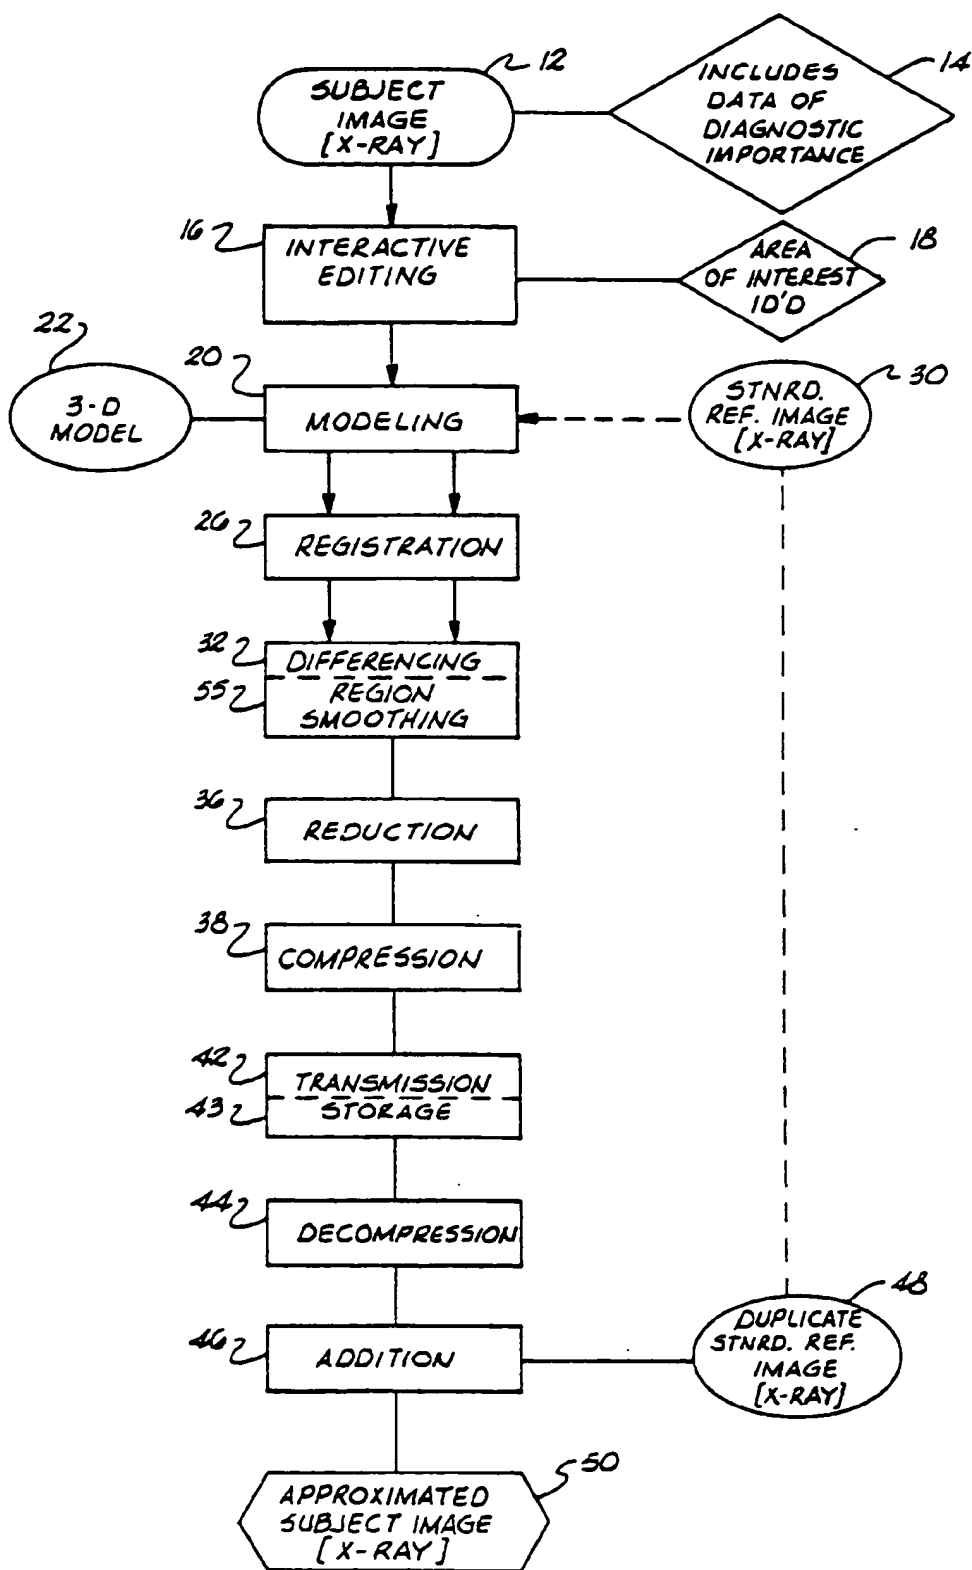 12
SUBJECT
IMAGE
[X-RAY]
14
INCLUDES
DATA OF
DIAGNOSTIC
IMPORTANCE
16
INTERACTIVE
EDITING
18
AREA
OF INTEREST
ID'D
22
3-D
MODEL
20
MODELING
30
STNRD.
REF. IMAGE
[X-RAY]
26
REGISTRATION
32
DIFFERENCING
55
REGION
SMOOTHING
36
REDUCTION
38
COMPRESSION
42
TRANSMISSION
43
STORAGE
44
DECOMPRESSION
46
ADDITION
48
DUPLICATE
STNRD. REF.
IMAGE
[X-RAY]
50
APPROXIMATED
SUBJECT IMAGE
[X-RAY]